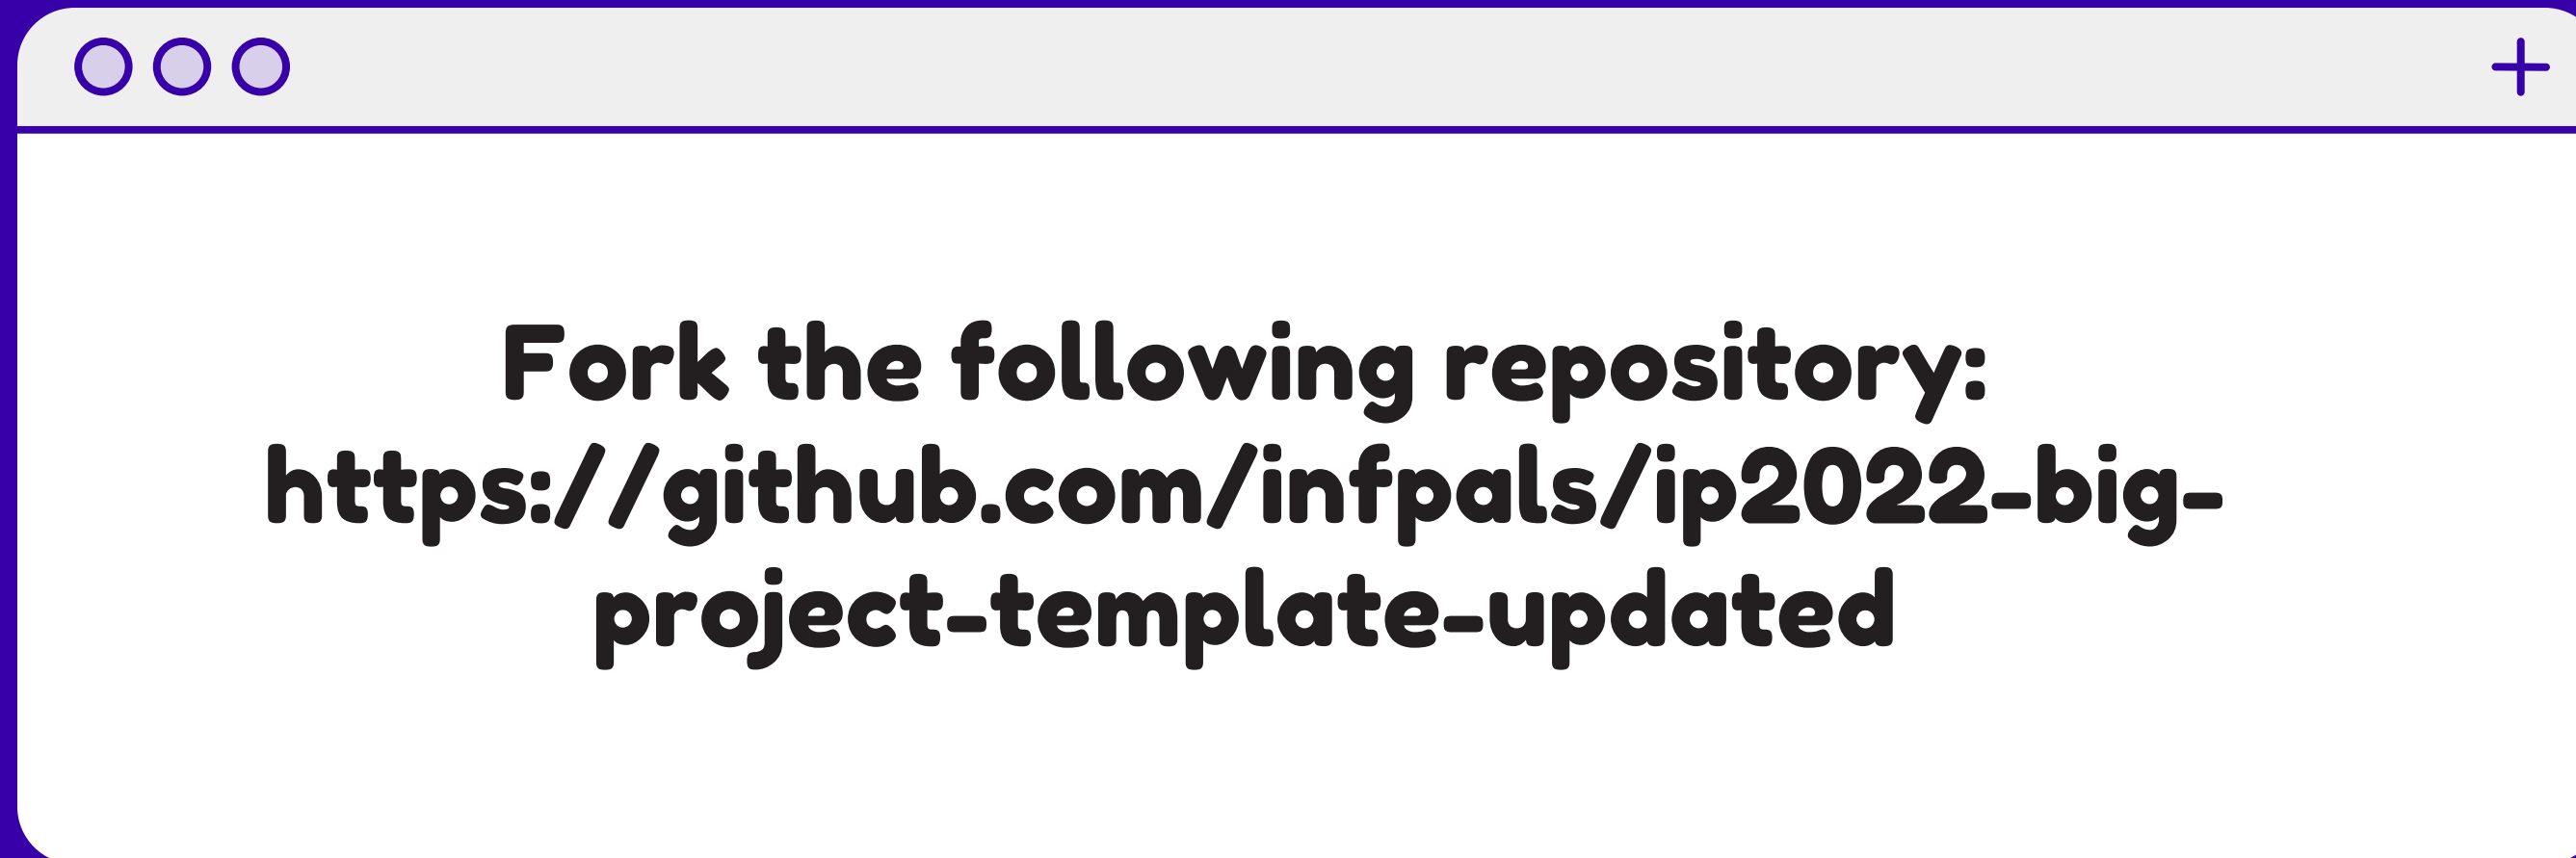 Fork the following repository:
https://github.com/infpals/ip2022-big-
project-template-updated